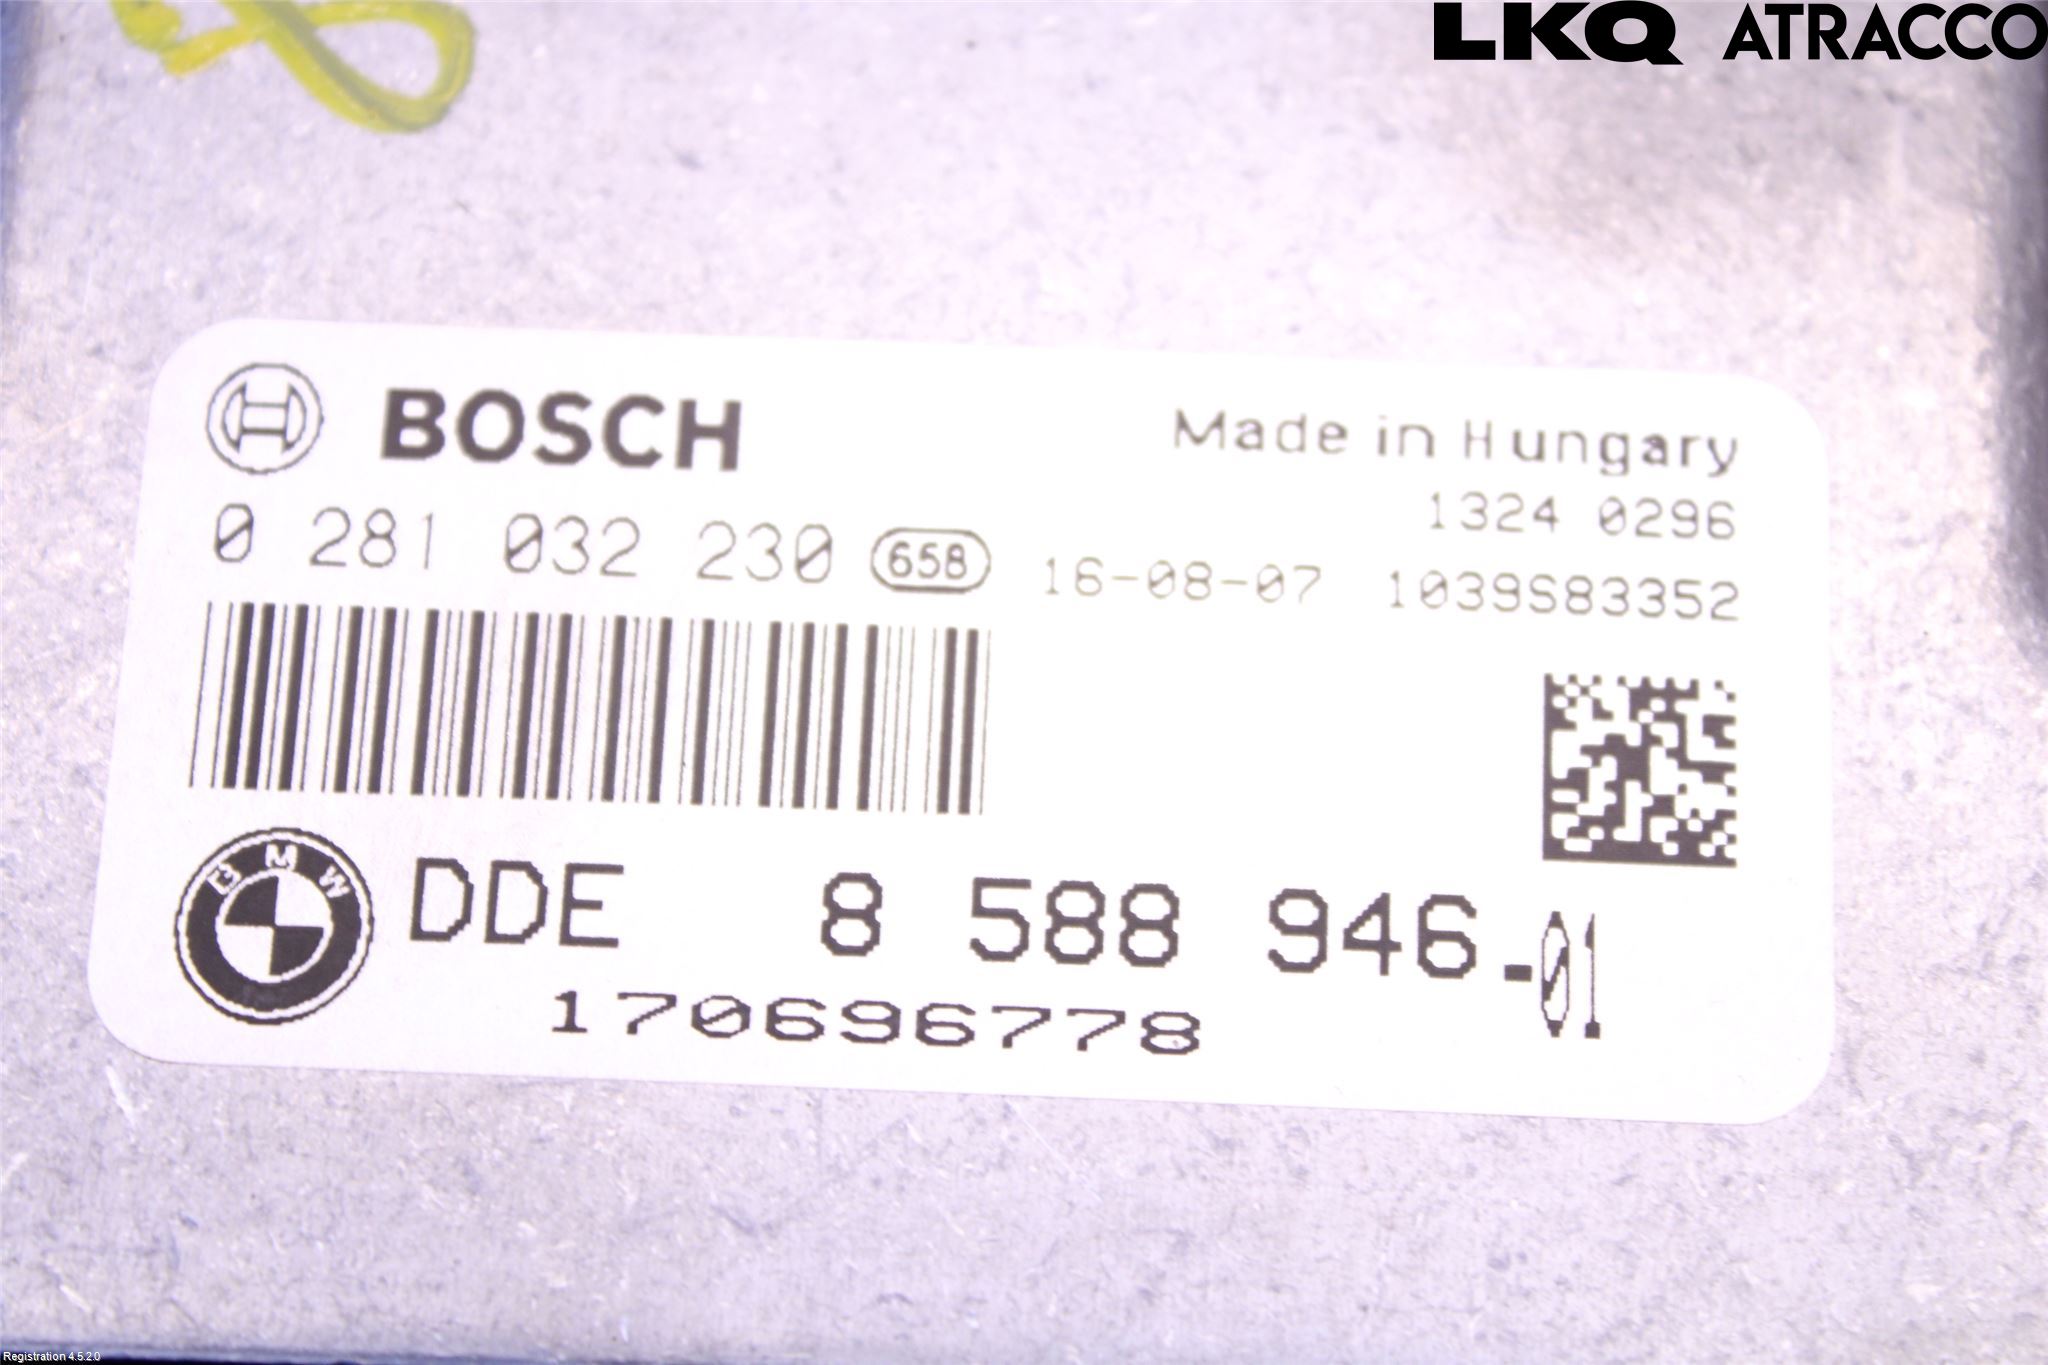 8
LKQ ATRACCO
BOSCH
Made in Hungary
1324 0296
0 281 032 230 658
16-08-07 1039S83352
BMW
DDE 8 588 946-01
170696778
Registration 4.5.2.0